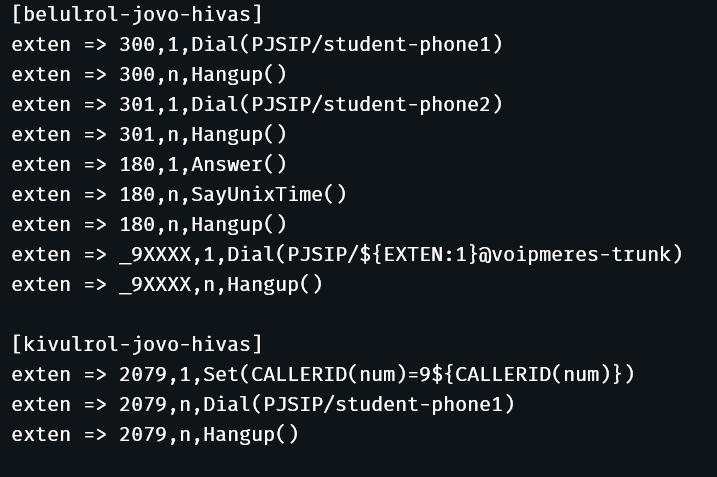 [belulrol-jovo-hivas]
exten => 300,1,Dial(PJSIP/student-phone1)
exten => 300,n,Hangup()
exten => 301,1,Dial(PJSIP/student-phone2)
exten => 301,n,Hangup()
exten => 180,1,Answer()
exten => 180,n,SayUnixTime()
exten => 180,n,Hangup()
exten => _9XXXX,1,Dial(PJSIP/${EXTEN:1}@voipmeres-trunk)
exten => _9XXXX,n,Hangup()

[kivulrol-jovo-hivas]
exten => 2079,1,Set(CALLERID(num)=9${CALLERID(num)})
exten => 2079,n,Dial(PJSIP/student-phone1)
exten => 2079,n,Hangup()